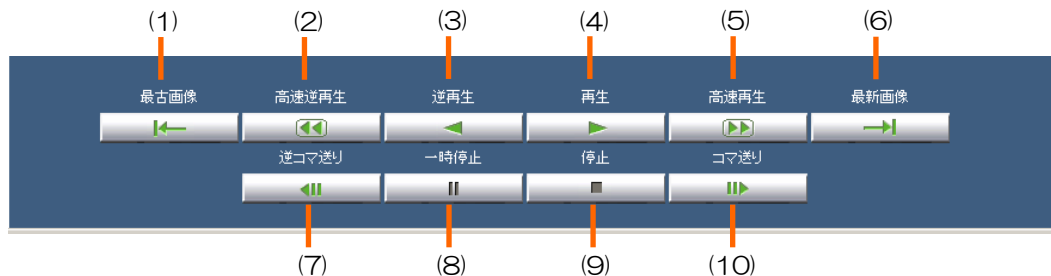 (1) (2) (3) (4) (5) (6)
最古画像 高速逆再生 逆再生 再生 高速再生 最新画像
逆コマ送り 一時停止 停止 コマ送り
(7) (8) (9) (10)